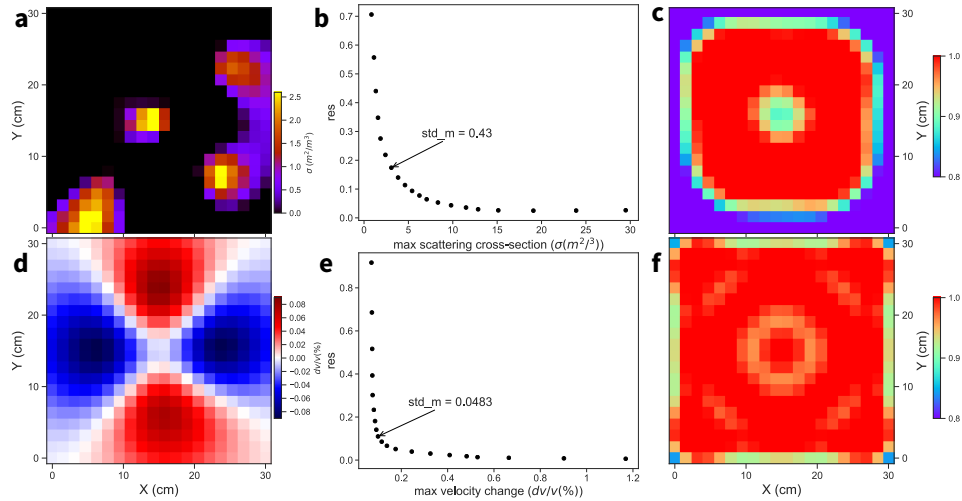 a
Y (cm)
30
20
10
0
2.5
2.0
1.5
1.0
0.5
0.0
σ (m²/m³)
b
res
0.7
0.6
0.5
0.4
0.3
0.2
0.1
0.0
std_m = 0.43
0 5 10 15 20 25 30
max scattering cross-section (σ(m²/³))
c
30
20
10
0
Y (cm)
1.0
0.9
0.8
d
Y (cm)
30
20
10
0
0 10 20 30
X (cm)
0.08
0.06
0.04
0.02
0.00
−0.02
−0.04
−0.06
−0.08
dv/v(%)
e
res
0.8
0.6
0.4
0.2
0.0
std_m = 0.0483
0.2 0.4 0.6 0.8 1.0 1.2
max velocity change (dv/v(%))
f
30
20
10
0
Y (cm)
0 10 20 30
X (cm)
1.0
0.9
0.8